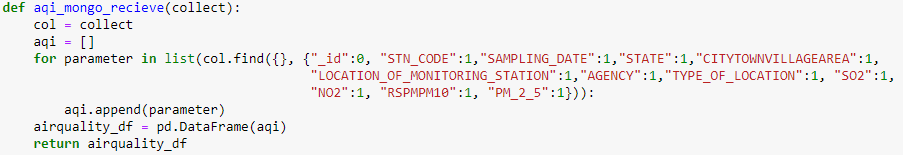 def aqi_mongo_recieve(collect):
    col = collect
    aqi = []
    for parameter in list(col.find({}, {"_id":0, "STN_CODE":1,"SAMPLING_DATE":1,"STATE":1,"CITYTOWNVILLAGEAREA":1,
                                        "LOCATION_OF_MONITORING_STATION":1,"AGENCY":1,"TYPE_OF_LOCATION":1, "SO2":1,
                                        "NO2":1, "RSPMPM10":1, "PM_2_5":1})):
        aqi.append(parameter)
    airquality_df = pd.DataFrame(aqi)
    return airquality_df